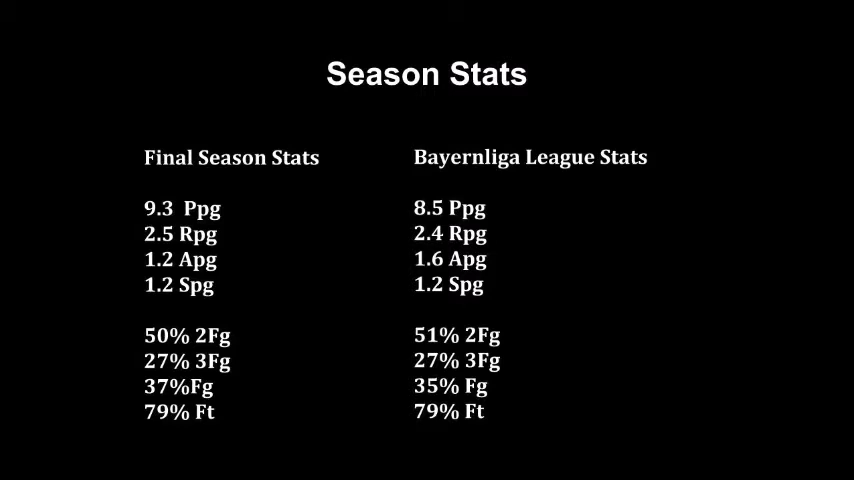 Season Stats
Final Season Stats
9.3 Ppg
2.5 Rpg
1.2 Apg
1.2 Spg
50% 2Fg
27% 3Fg
37%Fg
79% Ft
Bayernliga League Stats
8.5 Ppg
2.4 Rpg
1.6 Apg
1.2 Spg
51% 2Fg
27% 3Fg
35% Fg
79% Ft